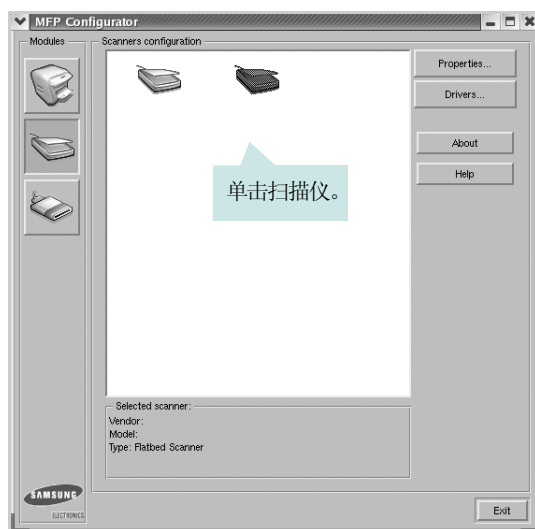 MFP Configurator
Modules
Scanners configuration
Properties...
Drivers...
About
Help
单击扫描仪。
Selected scanner:
Vendor:
Model:
Type: Flatbed Scanner
SAMSUNG
ELECTRONICS
Exit